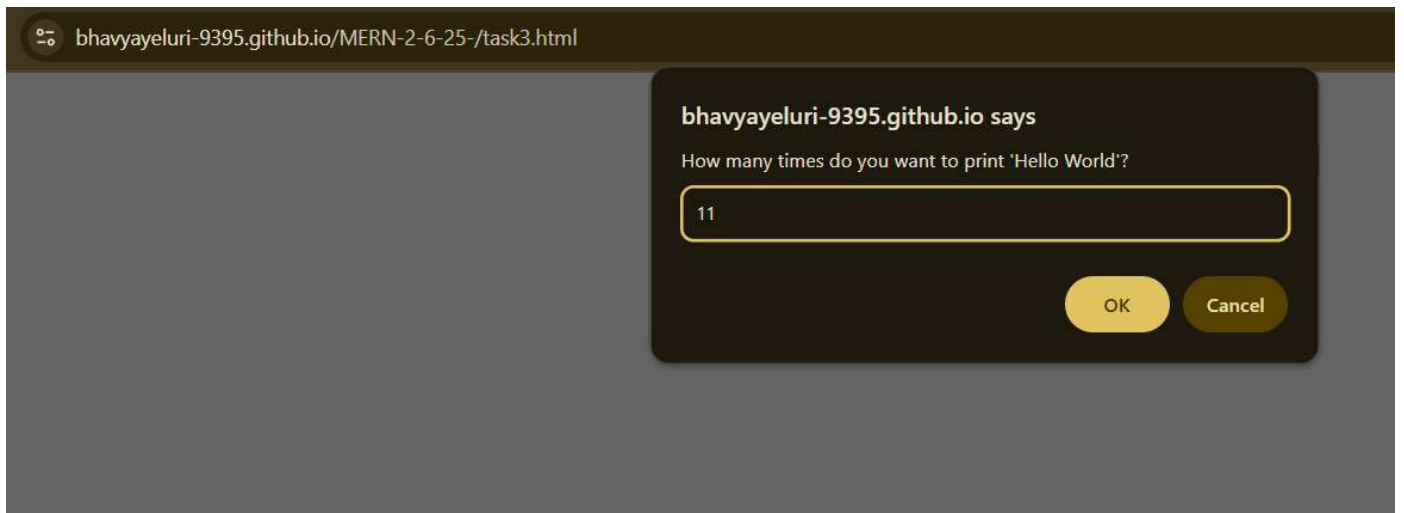 bhavyayeluri-9395.github.io/MERN-2-6-25-/task3.html
bhavyayeluri-9395.github.io says
How many times do you want to print 'Hello World'?
11
OK Cancel